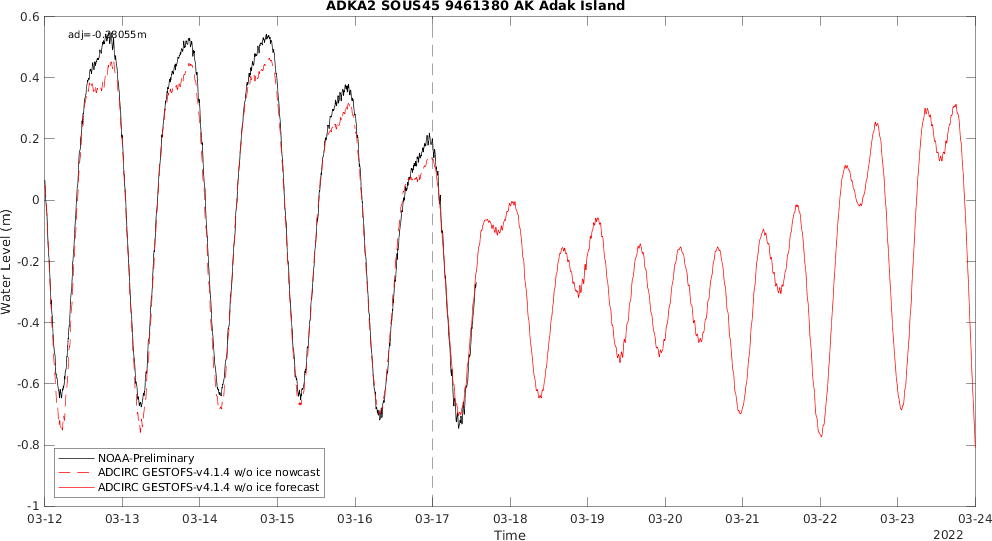 ADKA2 SOUS45 9461380 AK Adak Island
0.6
0.4
0.2
0
-0.2
-0.4
-0.6
-0.8
-1
Water Level (m)
NOAA-Preliminary
ADCIRC GESTOFS-v4.1.4 w/o ice nowcast
ADCIRC GESTOFS-v4.1.4 w/o ice forecast
03-12 03-13 03-14 03-15 03-16 03-17 03-18 03-19 03-20 03-21 03-22 03-23 03-24
Time
2022